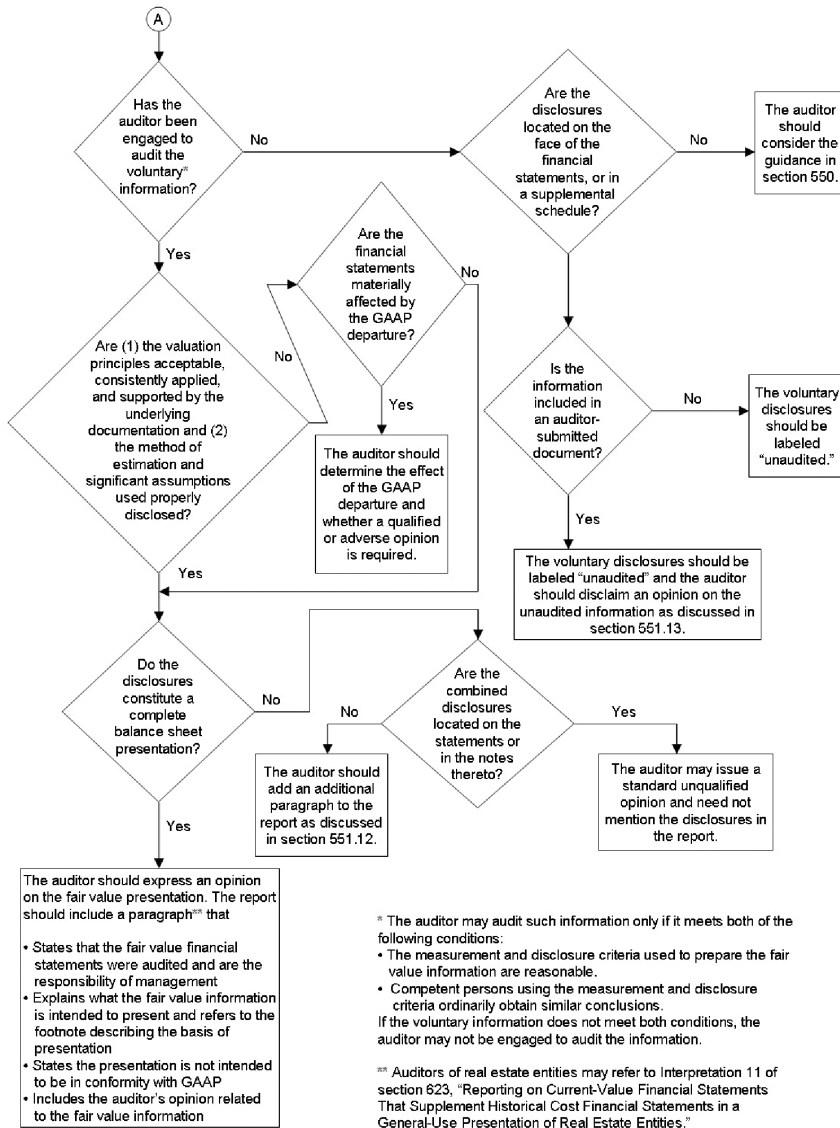 A
Has the
auditor been
engaged to
audit the
voluntary*
information?
No
Are the
disclosures
located on the
face of the
financial
statements, or in
a supplemental
schedule?
No
The auditor
should
consider the
guidance in
section 550.
Yes
Are the
financial
statements
materially
affected by
the GAAP
departure?
No
Are (1) the valuation
principles acceptable,
consistently applied,
and supported by the
underlying
documentation and (2)
the method of
estimation and
significant assumptions
used properly
disclosed?
No
Yes
The auditor should
determine the effect
of the GAAP
departure and
whether a qualified
or adverse opinion
is required.
Is the
information
included in
an auditor-
submitted
document?
No
The voluntary
disclosures
should be
labeled
“unaudited.”
Yes
The voluntary disclosures should be
labeled “unaudited” and the auditor
should disclaim an opinion on the
unaudited information as discussed in
section 551.13.
Yes
Do the
disclosures
constitute a
complete
balance sheet
presentation?
No
Are the
combined
disclosures
located on the
statements or
in the notes
thereto?
No
The auditor should
add an additional
paragraph to the
report as discussed
in section 551.12.
Yes
The auditor may issue a
standard unqualified
opinion and need not
mention the disclosures in
the report.
Yes
The auditor should express an opinion
on the fair value presentation. The report
should include a paragraph** that
• States that the fair value financial
statements were audited and are the
responsibility of management
• Explains what the fair value information
is intended to present and refers to the
footnote describing the basis of
presentation
• States the presentation is not intended
to be in conformity with GAAP
• Includes the auditor’s opinion related
to the fair value information
* The auditor may audit such information only if it meets both of the
following conditions:
• The measurement and disclosure criteria used to prepare the fair
value information are reasonable.
• Competent persons using the measurement and disclosure
criteria ordinarily obtain similar conclusions.
If the voluntary information does not meet both conditions, the
auditor may not be engaged to audit the information.
** Auditors of real estate entities may refer to Interpretation 11 of
section 623, “Reporting on Current-Value Financial Statements
That Supplement Historical Cost Financial Statements in a
General-Use Presentation of Real Estate Entities.”